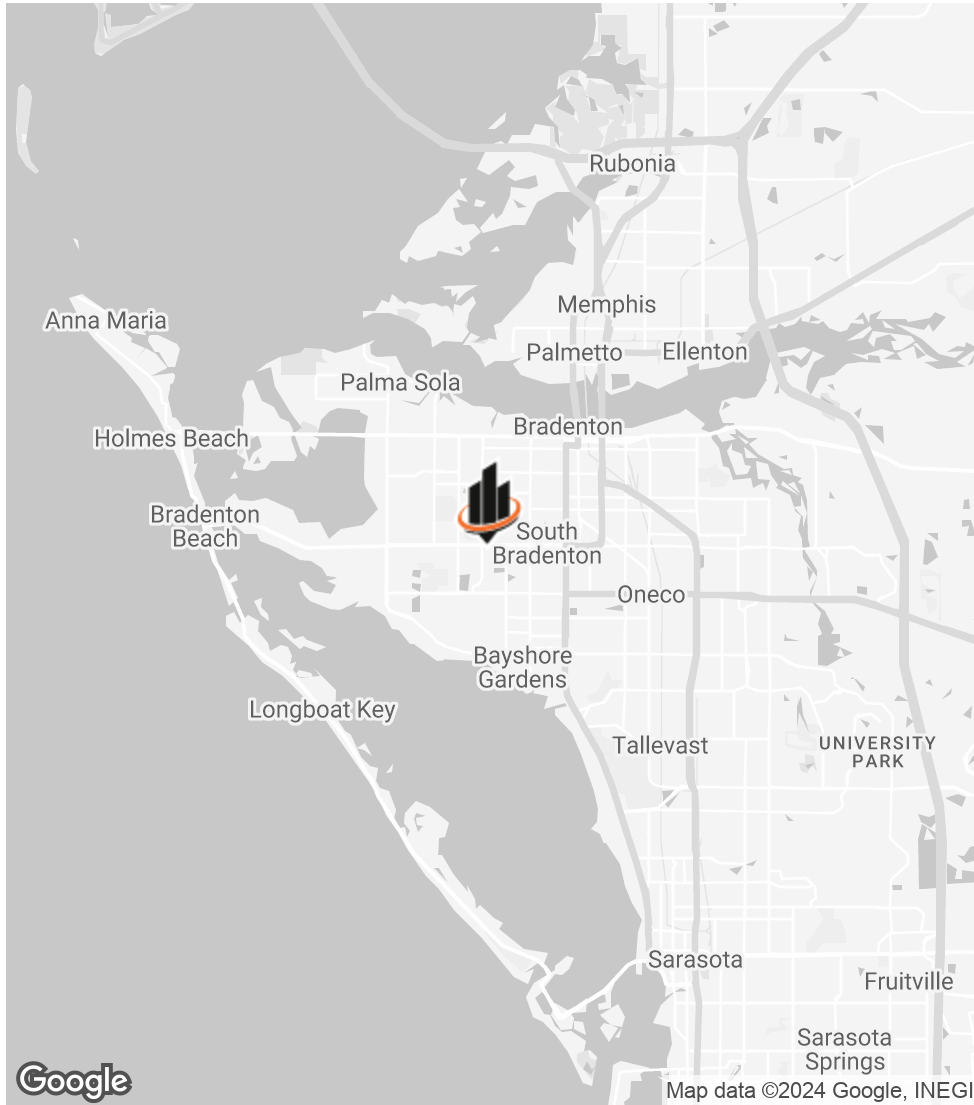 Rubonia
Memphis
Anna Maria
Palmetto
Ellenton
Palma Sola
Bradenton
Holmes Beach
Bradenton
Beach
South
Bradenton
Oneco
Bayshore
Gardens
Longboat Key
Tallevast
UNIVERSITY
PARK
Sarasota
Fruitville
Sarasota
Springs
Google
Map data ©2024 Google, INEGI